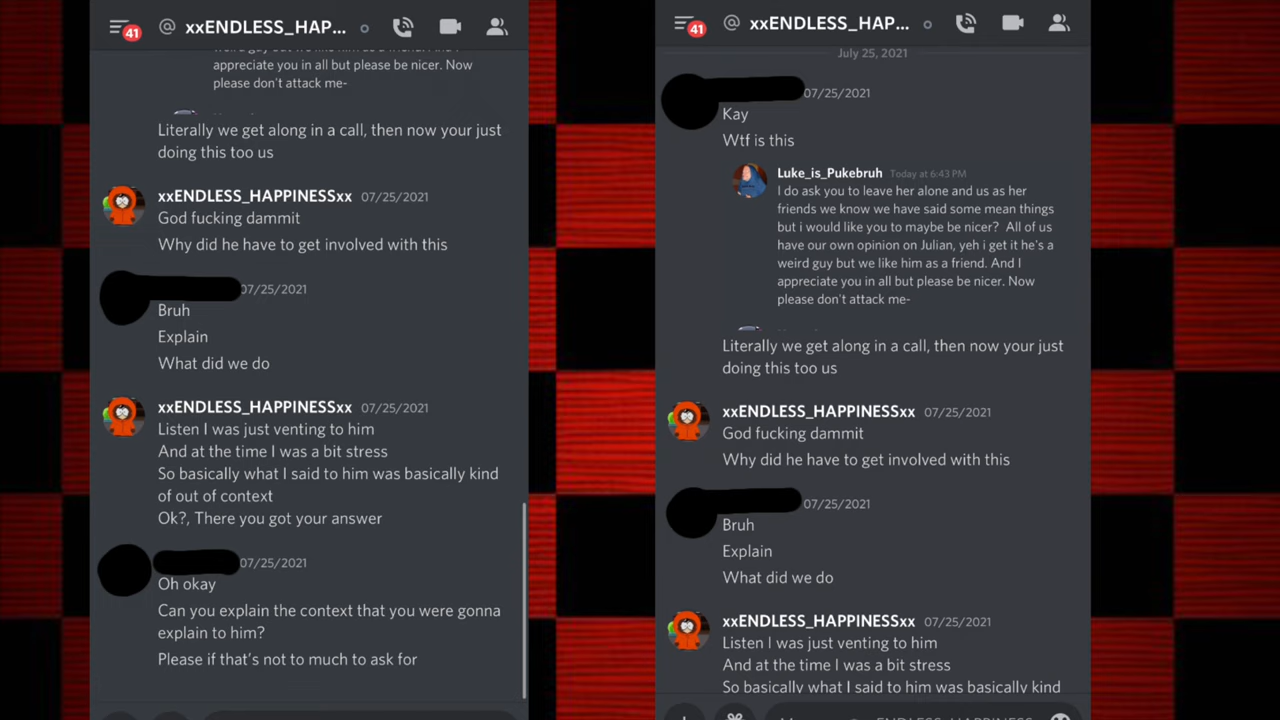 41
@ xxENDLESS_HAP...
appreciate you in all but please be nicer. Now
please don't attack me-
Literally we get along in a call, then now your just
doing this too us
xxENDLESS_HAPPINESSxx 07/25/2021
God fucking dammit
Why did he have to get involved with this
07/25/2021
Bruh
Explain
What did we do
xxENDLESS_HAPPINESSxx 07/25/2021
Listen I was just venting to him
And at the time I was a bit stress
So basically what I said to him was basically kind
of out of context
Ok?, There you got your answer
07/25/2021
Oh okay
Can you explain the context that you were gonna
explain to him?
Please if that's not to much to ask for
41
@ xxENDLESS_HAP...
July 25, 2021
07/25/2021
Kay
Wtf is this
Luke_is_Pukebruh Today at 6:43 PM
I do ask you to leave her alone and us as her
friends we know we have said some mean things
but i would like you to maybe be nicer? All of us
have our own opinion on Julian, yeh i get it he's a
weird guy but we like him as a friend. And I
appreciate you in all but please be nicer. Now
please don't attack me-
Literally we get along in a call, then now your just
doing this too us
xxENDLESS_HAPPINESSxx 07/25/2021
God fucking dammit
Why did he have to get involved with this
07/25/2021
Bruh
Explain
What did we do
xxENDLESS_HAPPINESSxx 07/25/2021
Listen I was just venting to him
And at the time I was a bit stress
So basically what I said to him was basically kind